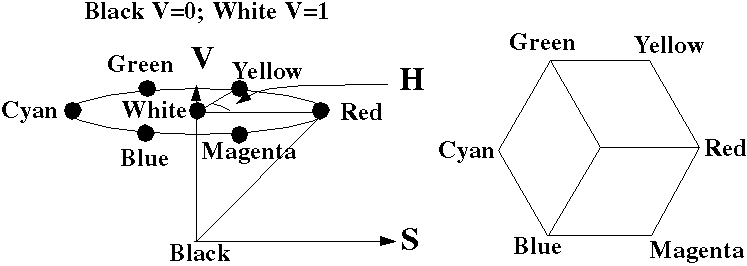 Black V=0; White V=1
V
Green
Yellow
H
Cyan
White
Red
Blue
Magenta
Black
S
Green
Yellow
Cyan
Red
Blue
Magenta